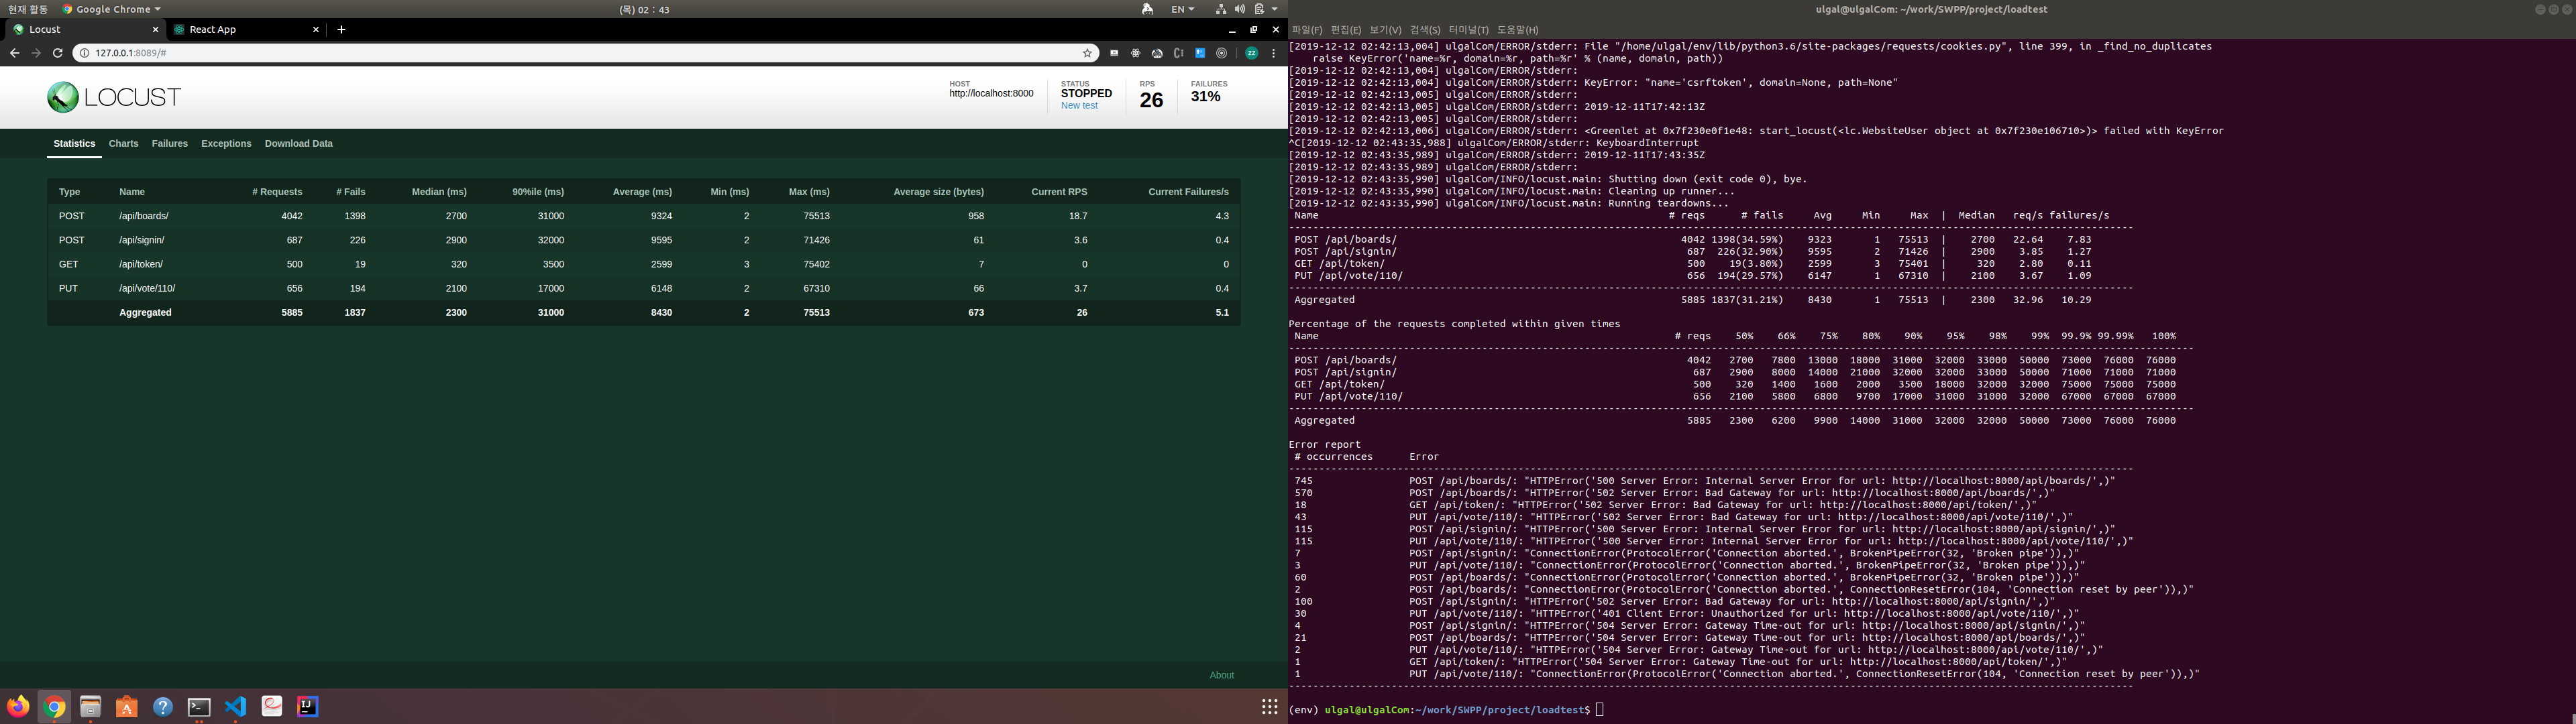 현재 활동 Google Chrome (목) 02 : 43 EN
Locust React App
127.0.0.1:8089/#
LOCUST
HOST STATUS RPS FAILURES
http://localhost:8000 STOPPED 26 31%
New test
Statistics Charts Failures Exceptions Download Data
Type Name # Requests # Fails Median (ms) 90%ile (ms) Average (ms) Min (ms) Max (ms) Average size (bytes) Current RPS Current Failures/s
POST /api/boards/ 4042 1398 2700 31000 9324 2 75513 958 18.7 4.3
POST /api/signin/ 687 226 2900 32000 9595 2 71426 61 3.6 0.4
GET /api/token/ 500 19 320 3500 2599 3 75402 7 0 0
PUT /api/vote/110/ 656 194 2100 17000 6148 2 67310 66 3.7 0.4
Aggregated 5885 1837 2300 31000 8430 2 75513 673 26 5.1
About
ulgal@ulgalCom: ~/work/SWPP/project/loadtest
파일(F) 편집(E) 보기(V) 검색(S) 터미널(T) 도움말(H)
[2019-12-12 02:42:13,004] ulgalCom/ERROR/stderr: File "/home/ulgal/env/lib/python3.6/site-packages/requests/cookies.py", line 399, in _find_no_duplicates
raise KeyError('name=%r, domain=%r, path=%r' % (name, domain, path))
[2019-12-12 02:42:13,004] ulgalCom/ERROR/stderr:
[2019-12-12 02:42:13,004] ulgalCom/ERROR/stderr: KeyError: "name='csrftoken', domain=None, path=None"
[2019-12-12 02:42:13,005] ulgalCom/ERROR/stderr:
[2019-12-12 02:42:13,005] ulgalCom/ERROR/stderr: 2019-12-11T17:42:13Z
[2019-12-12 02:42:13,005] ulgalCom/ERROR/stderr:
[2019-12-12 02:42:13,006] ulgalCom/ERROR/stderr: <Greenlet at 0x7f230e0f1e48: start_locust(<lc.WebsiteUser object at 0x7f230e106710>)> failed with KeyError
^C[2019-12-12 02:43:35,988] ulgalCom/ERROR/stderr: KeyboardInterrupt
[2019-12-12 02:43:35,989] ulgalCom/ERROR/stderr: 2019-12-11T17:43:35Z
[2019-12-12 02:43:35,989] ulgalCom/ERROR/stderr:
[2019-12-12 02:43:35,990] ulgalCom/INFO/locust.main: Shutting down (exit code 0), bye.
[2019-12-12 02:43:35,990] ulgalCom/INFO/locust.main: Cleaning up runner...
[2019-12-12 02:43:35,990] ulgalCom/INFO/locust.main: Running teardowns...
Name # reqs # fails Avg Min Max | Median req/s failures/s
POST /api/boards/ 4042 1398(34.59%) 9323 1 75513 | 2700 22.64 7.83
POST /api/signin/ 687 226(32.90%) 9595 2 71426 | 2900 3.85 1.27
GET /api/token/ 500 19(3.80%) 2599 3 75401 | 320 2.80 0.11
PUT /api/vote/110/ 656 194(29.57%) 6147 1 67310 | 2100 3.67 1.09
Aggregated 5885 1837(31.21%) 8430 1 75513 | 2300 32.96 10.29
Percentage of the requests completed within given times
Name # reqs 50% 66% 75% 80% 90% 95% 98% 99% 99.9% 99.99% 100%
POST /api/boards/ 4042 2700 7800 13000 18000 31000 32000 33000 50000 73000 76000 76000
POST /api/signin/ 687 2900 8000 14000 21000 32000 32000 33000 50000 71000 71000 71000
GET /api/token/ 500 320 1400 1600 2000 3500 18000 32000 32000 75000 75000 75000
PUT /api/vote/110/ 656 2100 5800 6800 9700 17000 31000 31000 32000 67000 67000 67000
Aggregated 5885 2300 6200 9900 14000 31000 32000 32000 50000 73000 76000 76000
Error report
# occurrences Error
745 POST /api/boards/: "HTTPError('500 Server Error: Internal Server Error for url: http://localhost:8000/api/boards/',)"
570 POST /api/boards/: "HTTPError('502 Server Error: Bad Gateway for url: http://localhost:8000/api/boards/',)"
18 GET /api/token/: "HTTPError('502 Server Error: Bad Gateway for url: http://localhost:8000/api/token/',)"
43 PUT /api/vote/110/: "HTTPError('502 Server Error: Bad Gateway for url: http://localhost:8000/api/vote/110/',)"
115 POST /api/signin/: "HTTPError('500 Server Error: Internal Server Error for url: http://localhost:8000/api/signin/',)"
115 PUT /api/vote/110/: "HTTPError('500 Server Error: Internal Server Error for url: http://localhost:8000/api/vote/110/',)"
7 POST /api/signin/: "ConnectionError(ProtocolError('Connection aborted.', BrokenPipeError(32, 'Broken pipe')),)"
3 PUT /api/vote/110/: "ConnectionError(ProtocolError('Connection aborted.', BrokenPipeError(32, 'Broken pipe')),)"
60 POST /api/boards/: "ConnectionError(ProtocolError('Connection aborted.', BrokenPipeError(32, 'Broken pipe')),)"
2 POST /api/boards/: "ConnectionError(ProtocolError('Connection aborted.', ConnectionResetError(104, 'Connection reset by peer')),)"
100 POST /api/signin/: "HTTPError('502 Server Error: Bad Gateway for url: http://localhost:8000/api/signin/',)"
30 PUT /api/vote/110/: "HTTPError('401 Client Error: Unauthorized for url: http://localhost:8000/api/vote/110/',)"
4 POST /api/signin/: "HTTPError('504 Server Error: Gateway Time-out for url: http://localhost:8000/api/signin/',)"
21 POST /api/boards/: "HTTPError('504 Server Error: Gateway Time-out for url: http://localhost:8000/api/boards/',)"
2 PUT /api/vote/110/: "HTTPError('504 Server Error: Gateway Time-out for url: http://localhost:8000/api/vote/110/',)"
1 GET /api/token/: "HTTPError('504 Server Error: Gateway Time-out for url: http://localhost:8000/api/token/',)"
1 PUT /api/vote/110/: "ConnectionError(ProtocolError('Connection aborted.', ConnectionResetError(104, 'Connection reset by peer')),)"
(env) ulgal@ulgalCom:~/work/SWPP/project/loadtest$